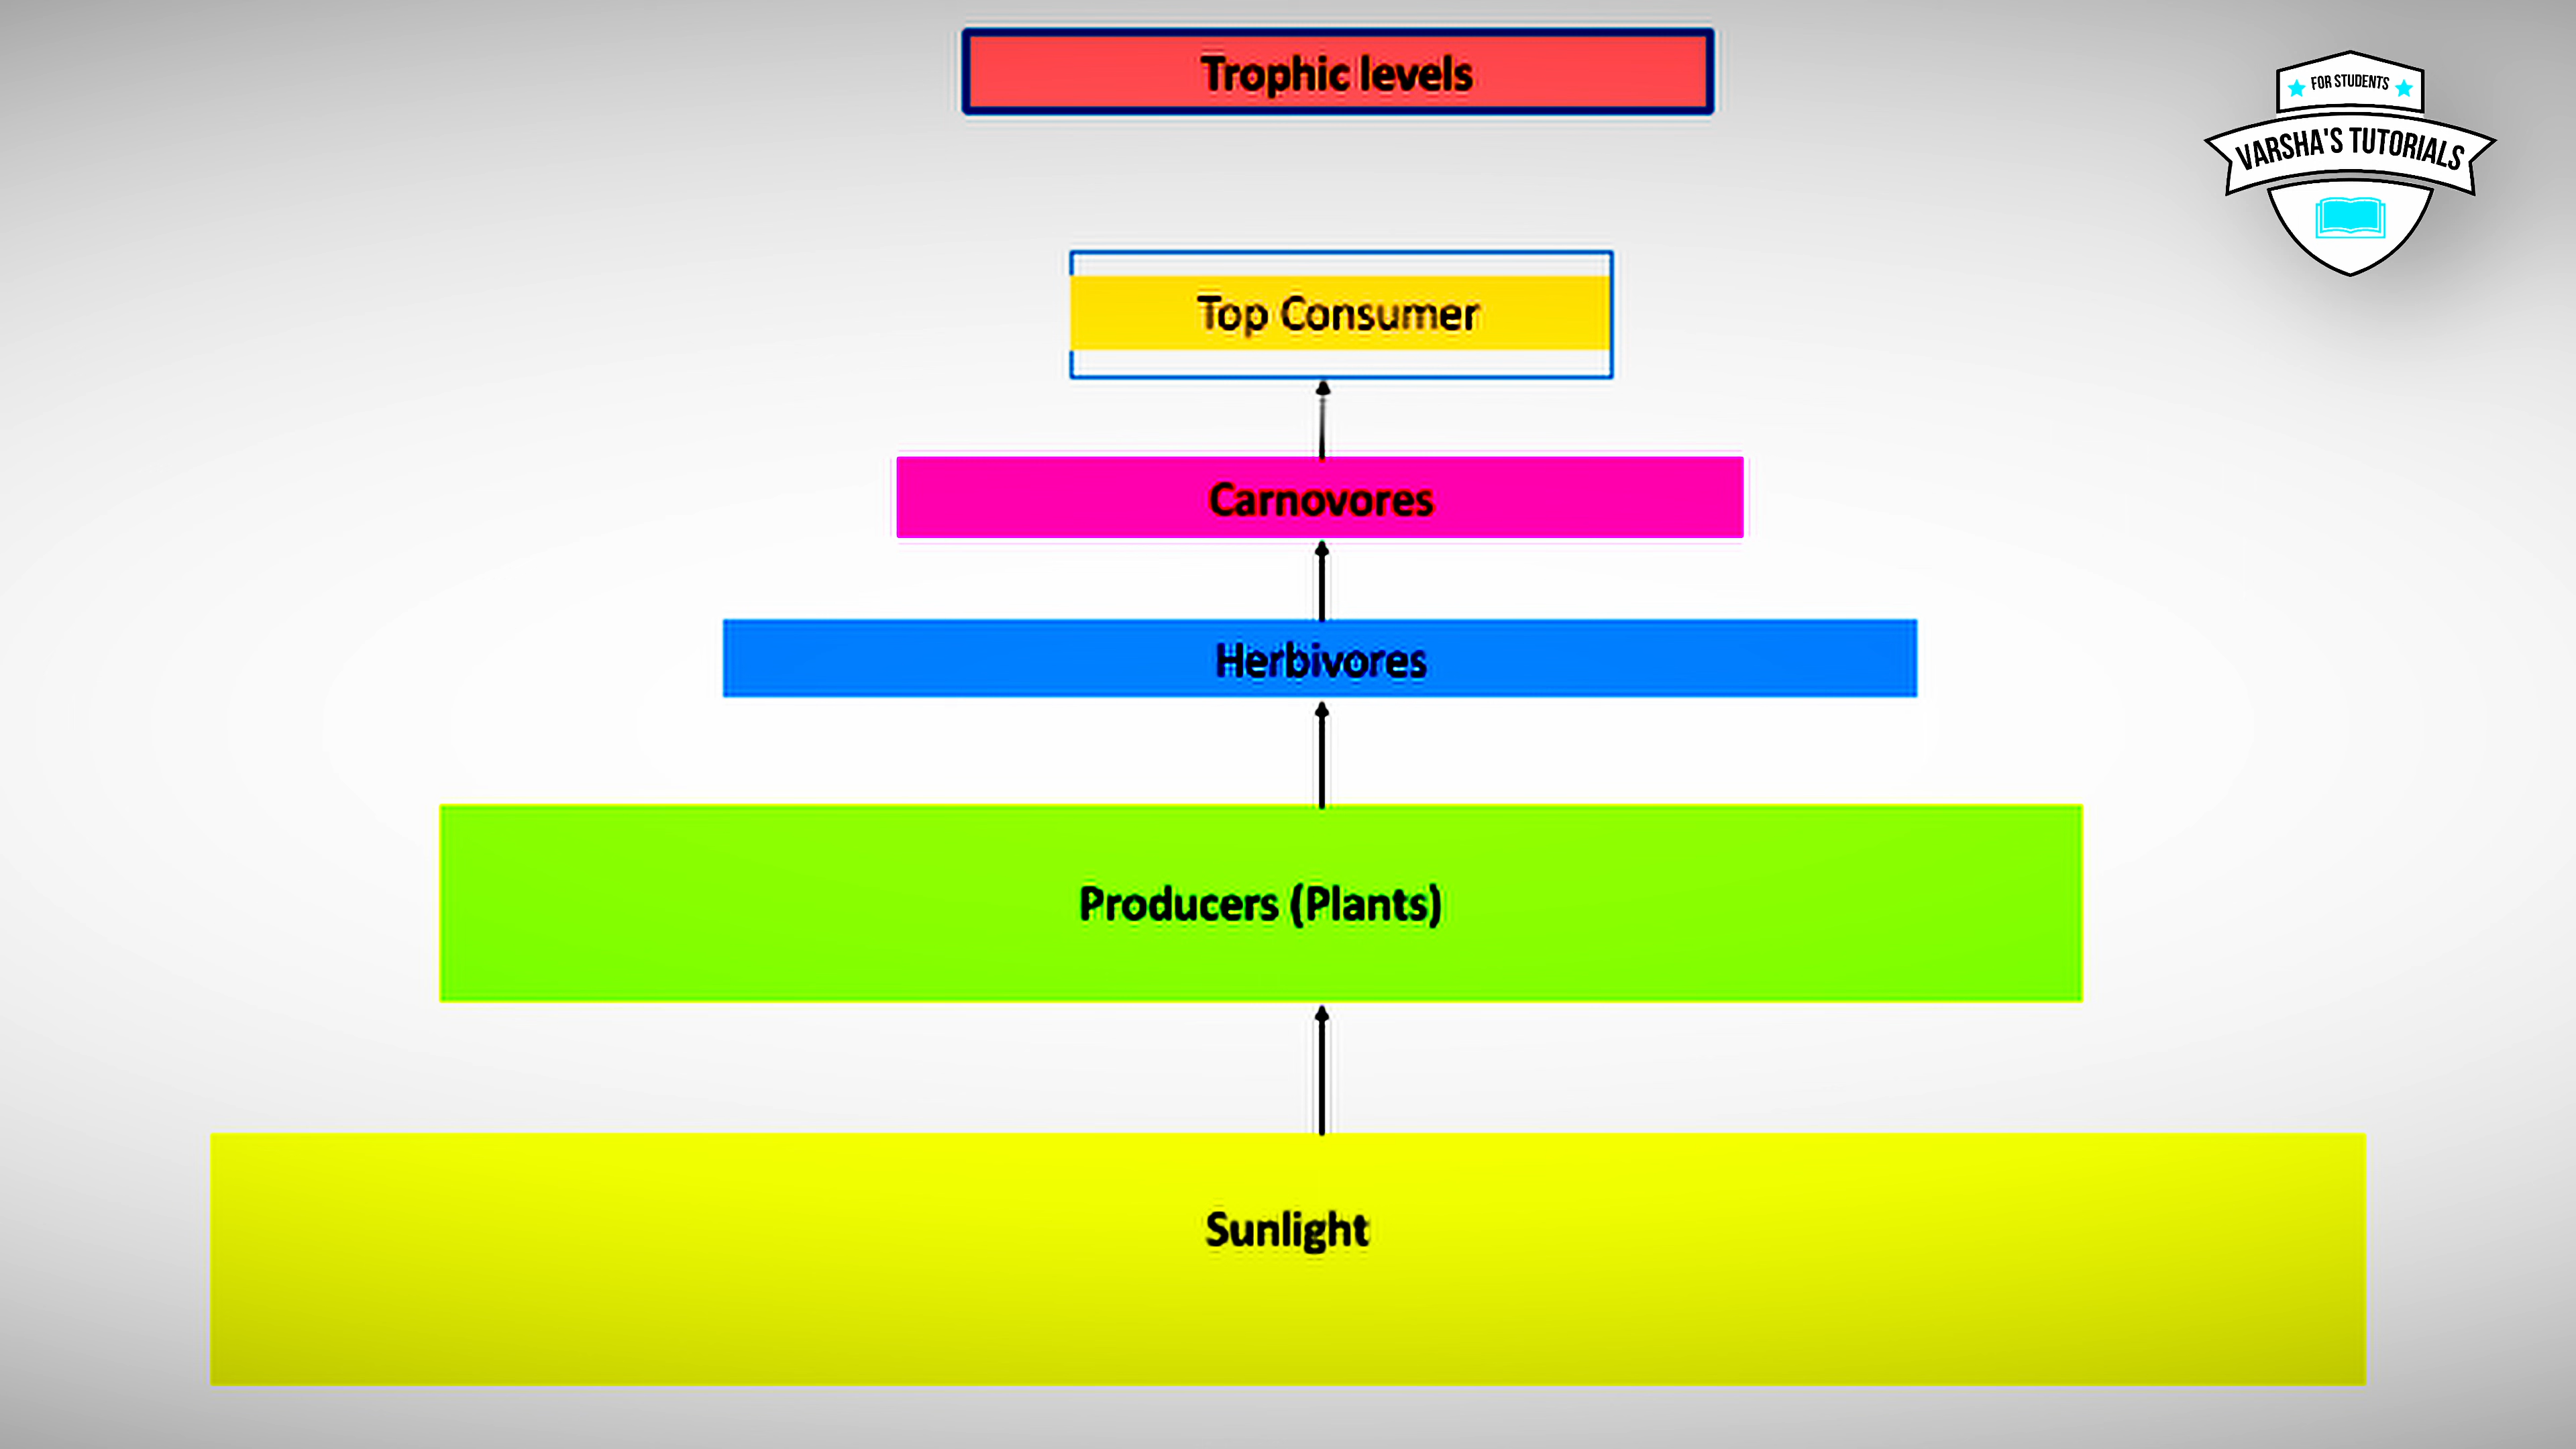 Trophic levels
FOR STUDENTS
VARSHA'S TUTORIALS
Top Consumer
Carnovores
Herbivores
Producers (Plants)
Sunlight